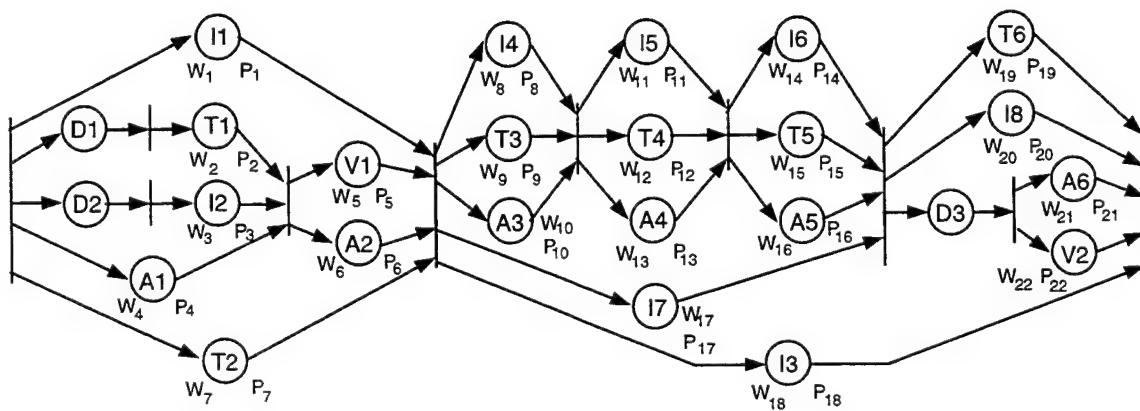 I1
W1 P1
D1
T1
W2 P2
D2
I2
W3 P3
A1
W4 P4
T2
W7 P7
V1
W5 P5
A2
W6 P6
I4
W8 P8
T3
W9 P9
A3
W10
P10
I5
W11 P11
T4
W12 P12
A4
W13 P13
I6
W14 P14
T5
W15 P15
A5
W16 P16
I7
W17
P17
I3
W18 P18
T6
W19 P19
I8
W20 P20
D3
A6
W21 P21
V2
W22 P22